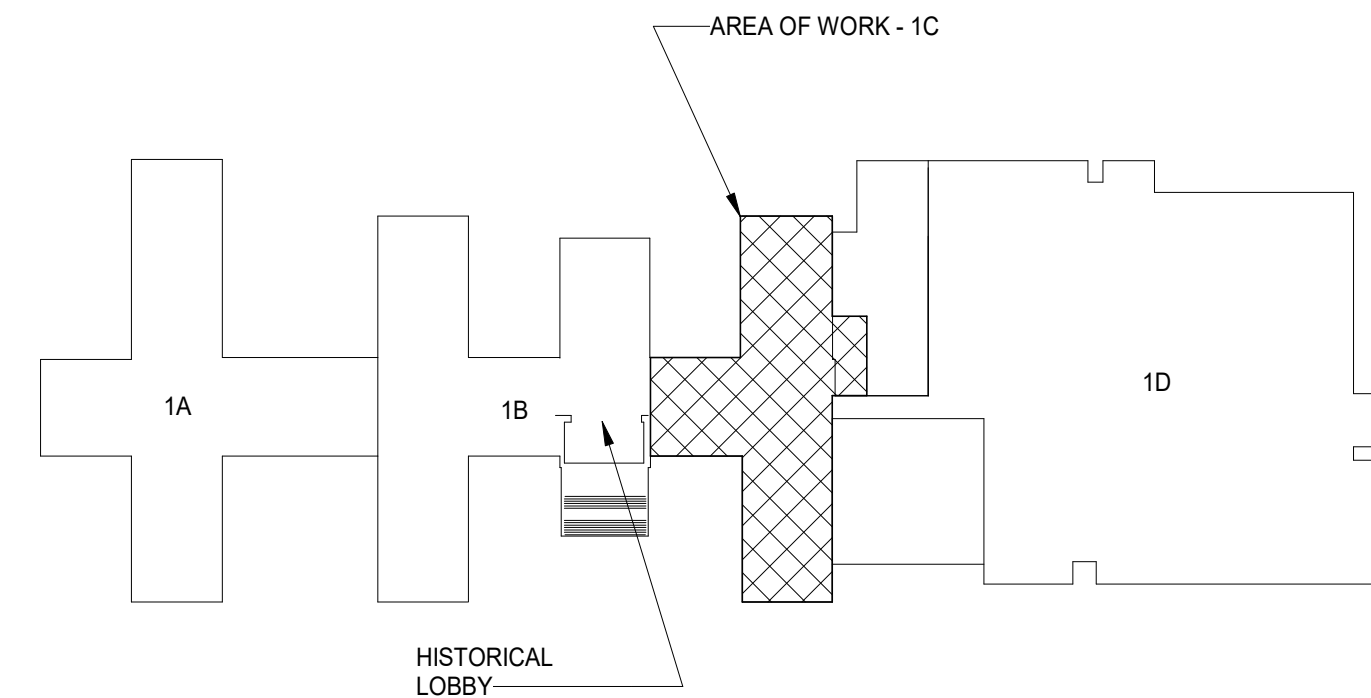 AREA OF WORK - 1C
1A
1B
1D
HISTORICAL
LOBBY